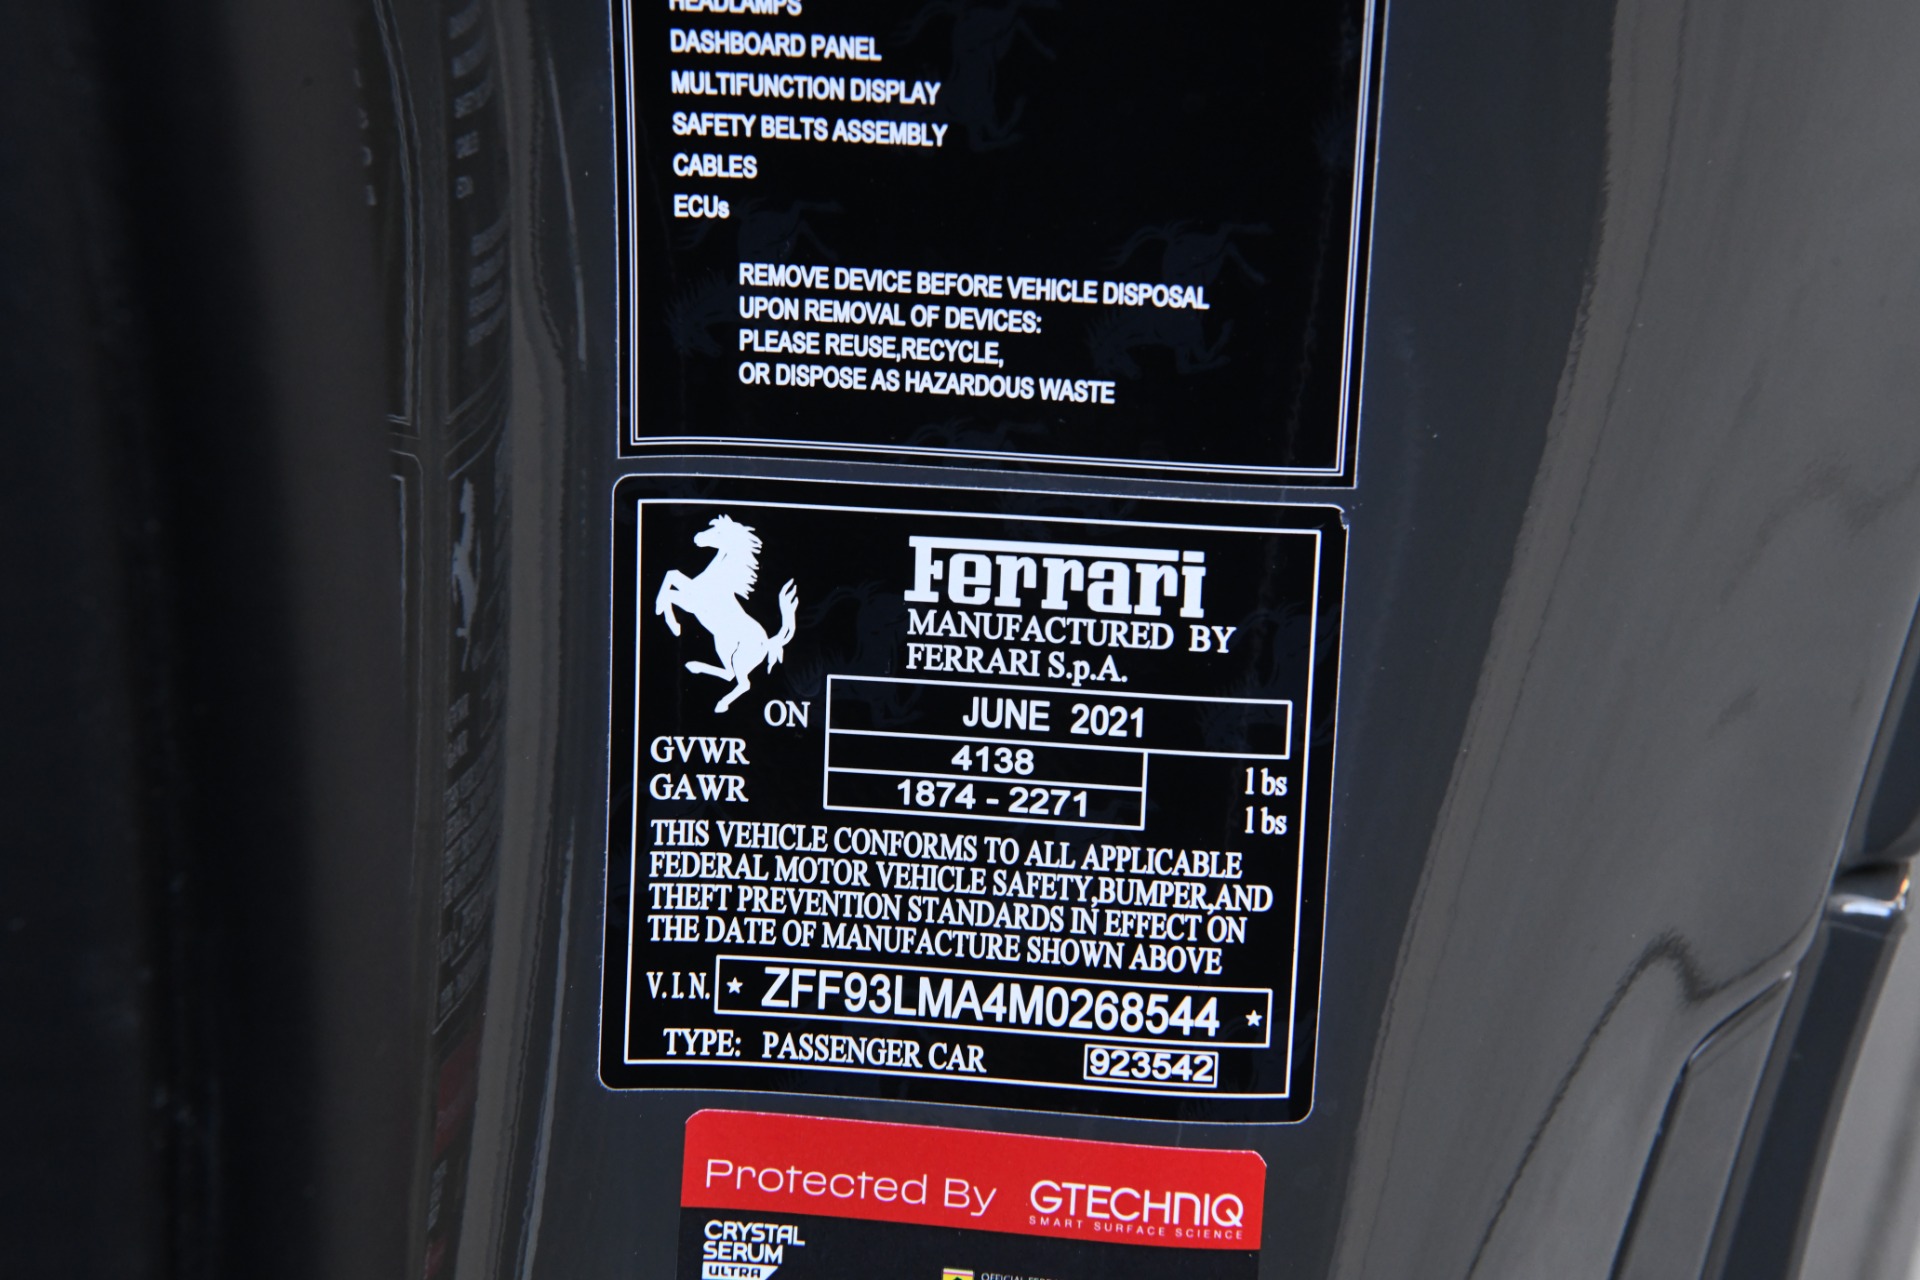 HEADLAMPS
DASHBOARD PANEL
MULTIFUNCTION DISPLAY
SAFETY BELTS ASSEMBLY
CABLES
ECUs
REMOVE DEVICE BEFORE VEHICLE DISPOSAL
UPON REMOVAL OF DEVICES:
PLEASE REUSE,RECYCLE,
OR DISPOSE AS HAZARDOUS WASTE
Ferrari
MANUFACTURED BY
FERRARI S.p.A.
ON JUNE 2021
GVWR 4138 lbs
GAWR 1874 - 2271 lbs
THIS VEHICLE CONFORMS TO ALL APPLICABLE
FEDERAL MOTOR VEHICLE SAFETY,BUMPER,AND
THEFT PREVENTION STANDARDS IN EFFECT ON
THE DATE OF MANUFACTURE SHOWN ABOVE
V.I.N. ★ ZFF93LMA4M0268544 ★
TYPE: PASSENGER CAR 923542
Protected By GTECHNIQ
SMART SURFACE SCIENCE
CRYSTAL
SERUM
ULTRA